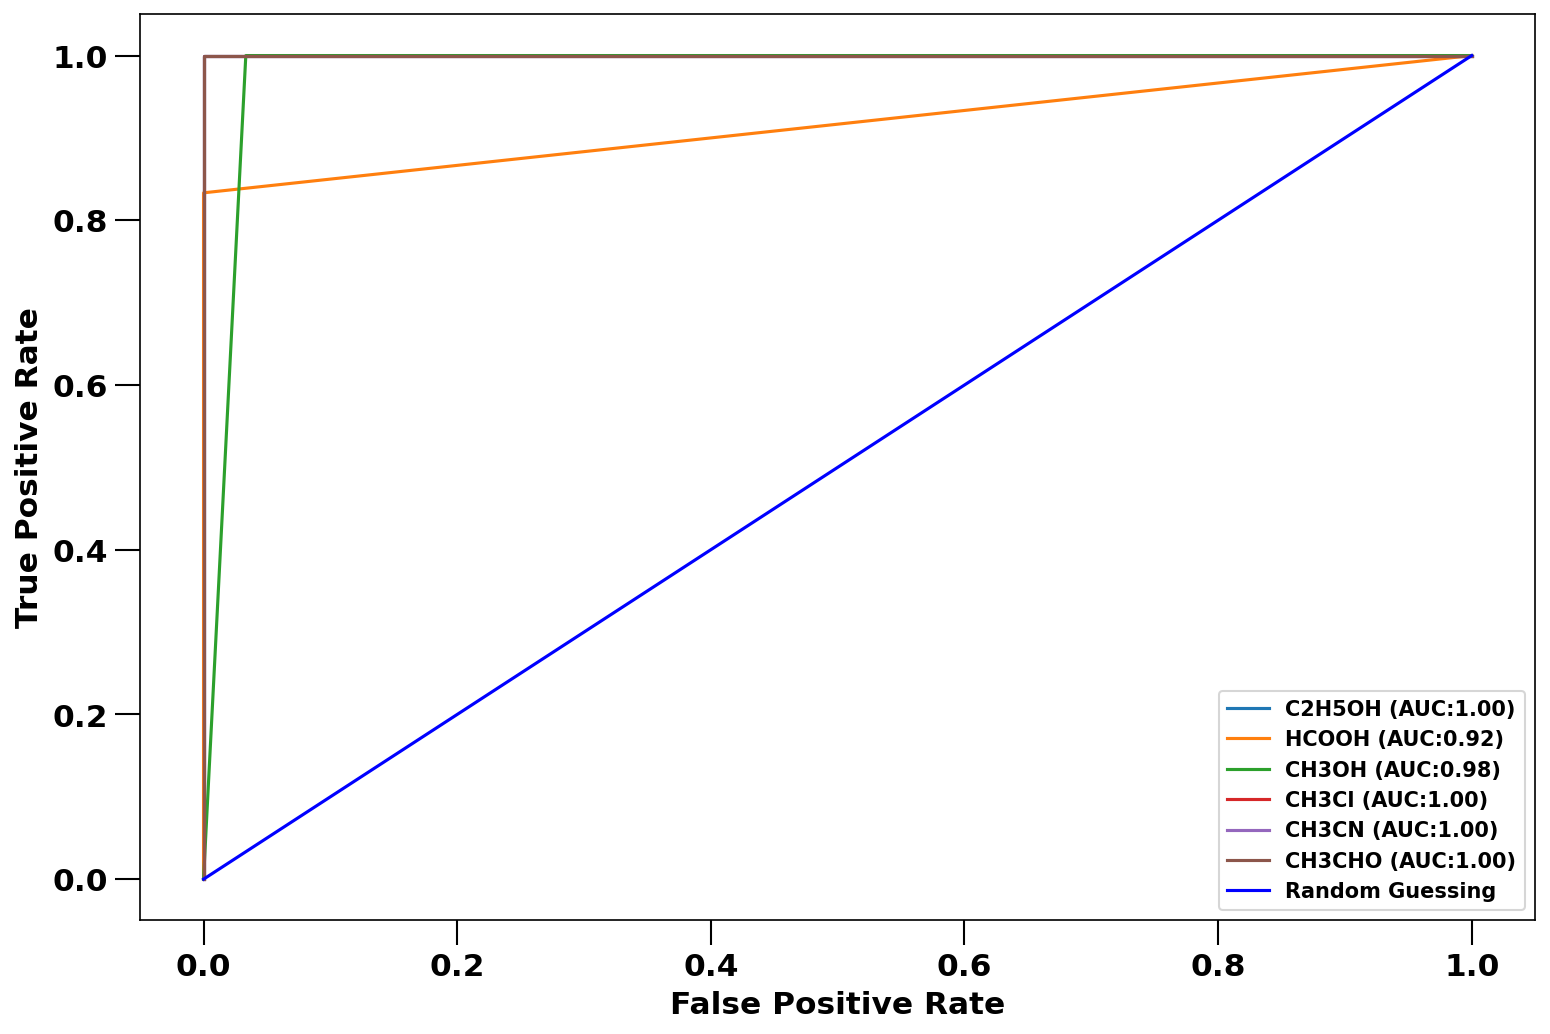 1.0
0.8
0.6
0.4
0.2
0.0
True Positive Rate
C2H5OH (AUC:1.00)
HCOOH (AUC:0.92)
CH3OH (AUC:0.98)
CH3Cl (AUC:1.00)
CH3CN (AUC:1.00)
CH3CHO (AUC:1.00)
Random Guessing
0.0 0.2 0.4 0.6 0.8 1.0
False Positive Rate